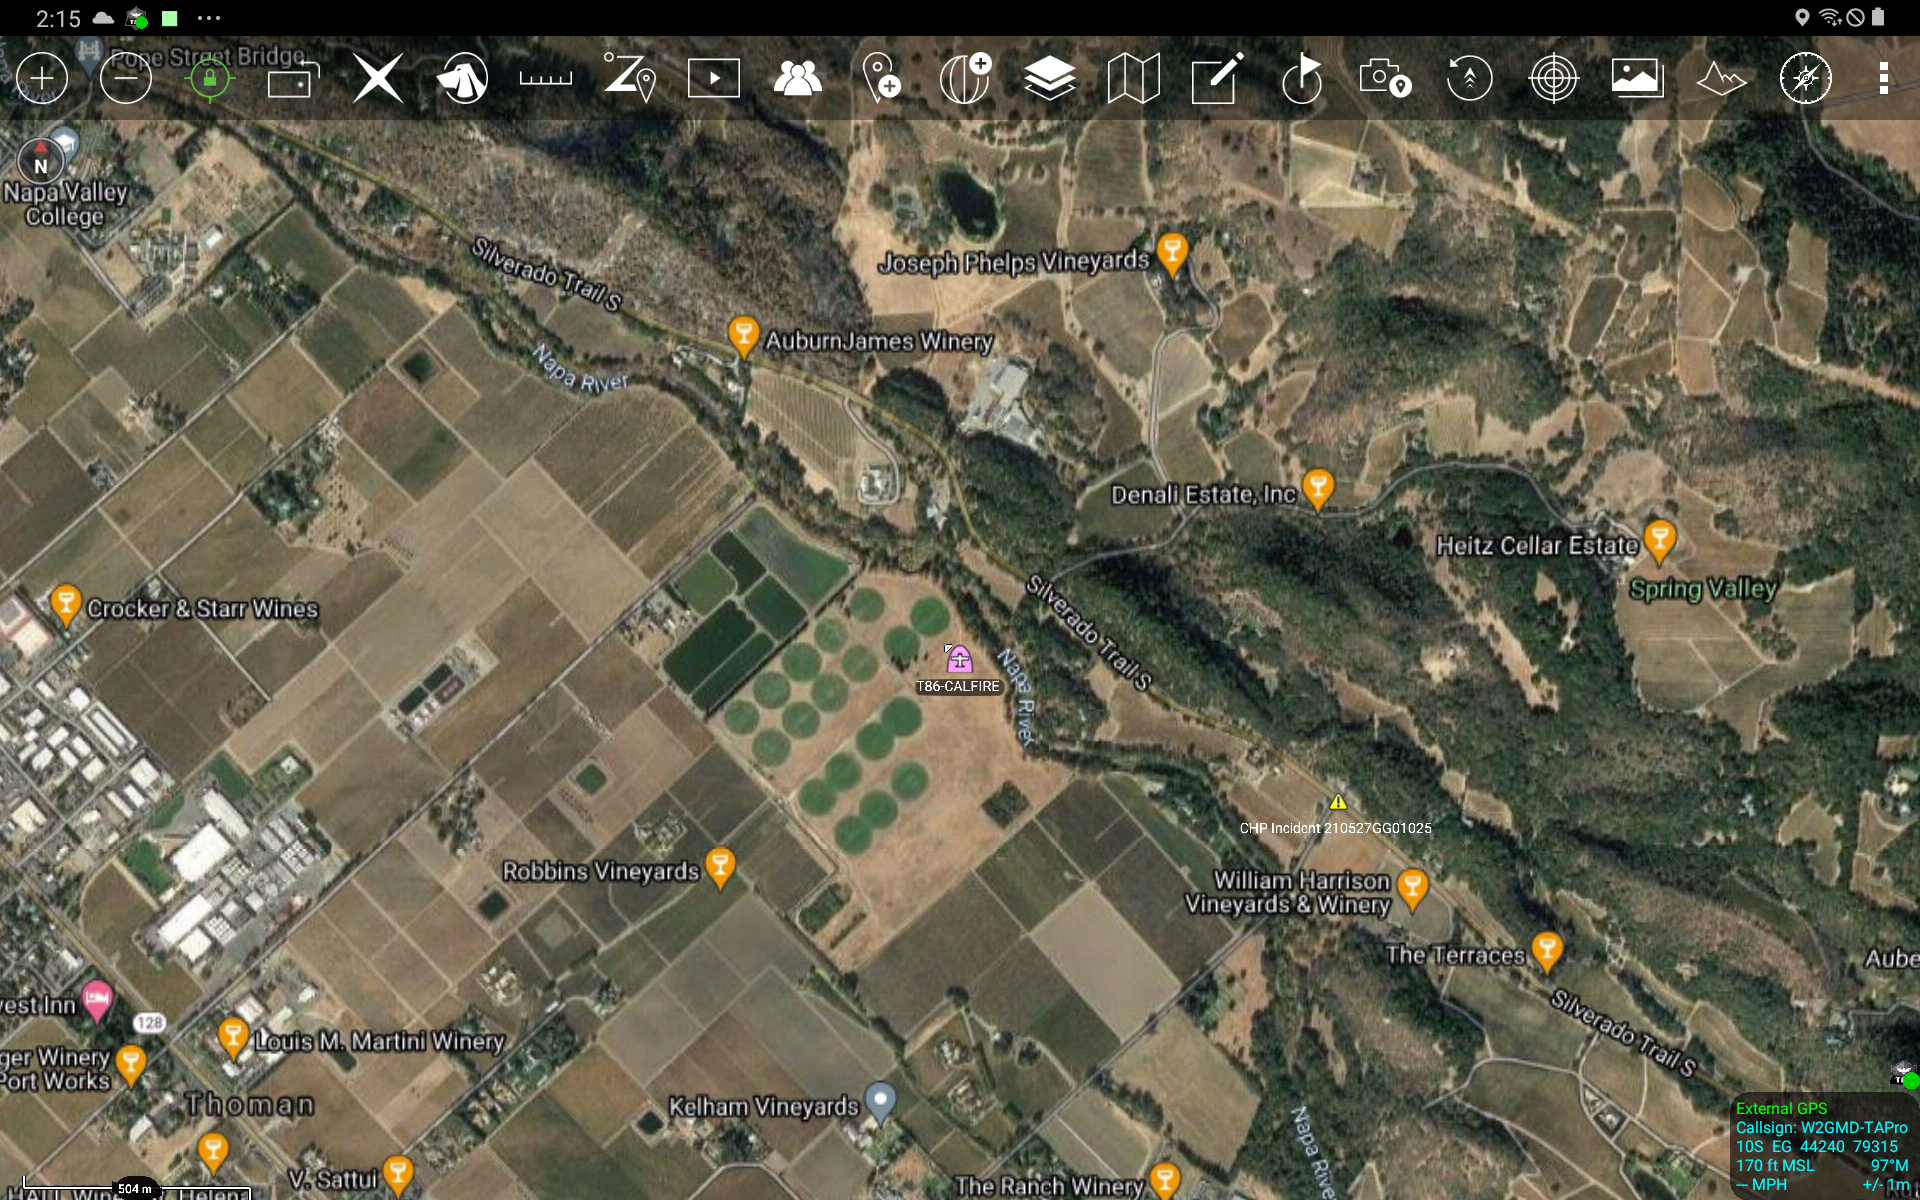 2:15
Pope Street Bridge
N
Napa Valley
College
Silverado Trail S
Joseph Phelps Vineyards
AuburnJames Winery
Napa River
Denali Estate, Inc
Heitz Cellar Estate
Spring Valley
Crocker & Starr Wines
Silverado Trail S
T86-CALFIRE
Napa River
CHP Incident 210527GG01025
Robbins Vineyards
William Harrison
Vineyards & Winery
The Terraces
Aube
vest Inn
128
Silverado Trail S
Louis M. Martini Winery
ger Winery
Port Works
Thoman
Kelham Vineyards
Napa Rive
External GPS
Callsign: W2GMD-TAPro
10S EG 44240 79315
170 ft MSL 97°M
--- MPH +/- 1m
V. Sattui
The Ranch Winery
504 m